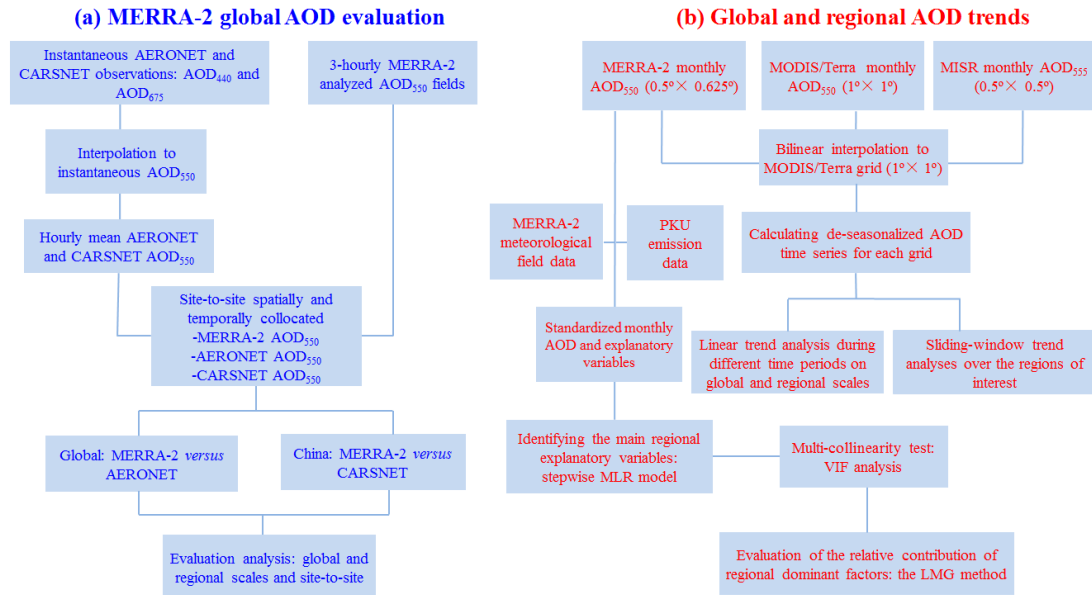 (a) MERRA-2 global AOD evaluation
Instantaneous AERONET and
CARSNET observations: AOD440 and
AOD675
3-hourly MERRA-2
analyzed AOD550 fields
Interpolation to
instantaneous AOD550
Hourly mean AERONET
and CARSNET AOD550
Site-to-site spatially and
temporally collocated
-MERRA-2 AOD550
-AERONET AOD550
-CARSNET AOD550
Global: MERRA-2 versus
AERONET
China: MERRA-2 versus
CARSNET
Evaluation analysis: global and
regional scales and site-to-site
(b) Global and regional AOD trends
MERRA-2 monthly
AOD550 (0.5º× 0.625º)
MODIS/Terra monthly
AOD550 (1º× 1º)
MISR monthly AOD555
(0.5º× 0.5º)
Bilinear interpolation to
MODIS/Terra grid (1º× 1º)
MERRA-2
meteorological
field data
PKU
emission
data
Calculating de-seasonalized AOD
time series for each grid
Standardized monthly
AOD and explanatory
variables
Linear trend analysis during
different time periods on
global and regional scales
Sliding-window trend
analyses over the regions of
interest
Identifying the main regional
explanatory variables:
stepwise MLR model
Multi-collinearity test:
VIF analysis
Evaluation of the relative contribution of
regional dominant factors: the LMG method